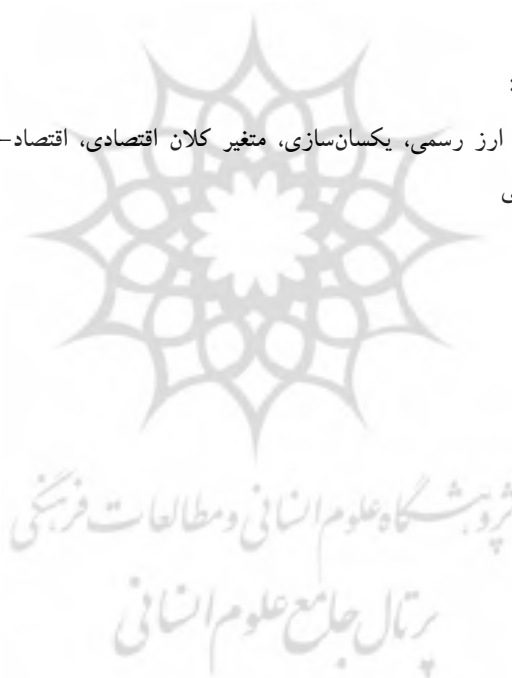 :
ارز رسمی، یکسان‌سازی، متغیر کلان اقتصادی، اقتصاد–
ی
پژوهشگاه علوم انسانی و مطالعات فرهنگی
پرتال جامع علوم انسانی